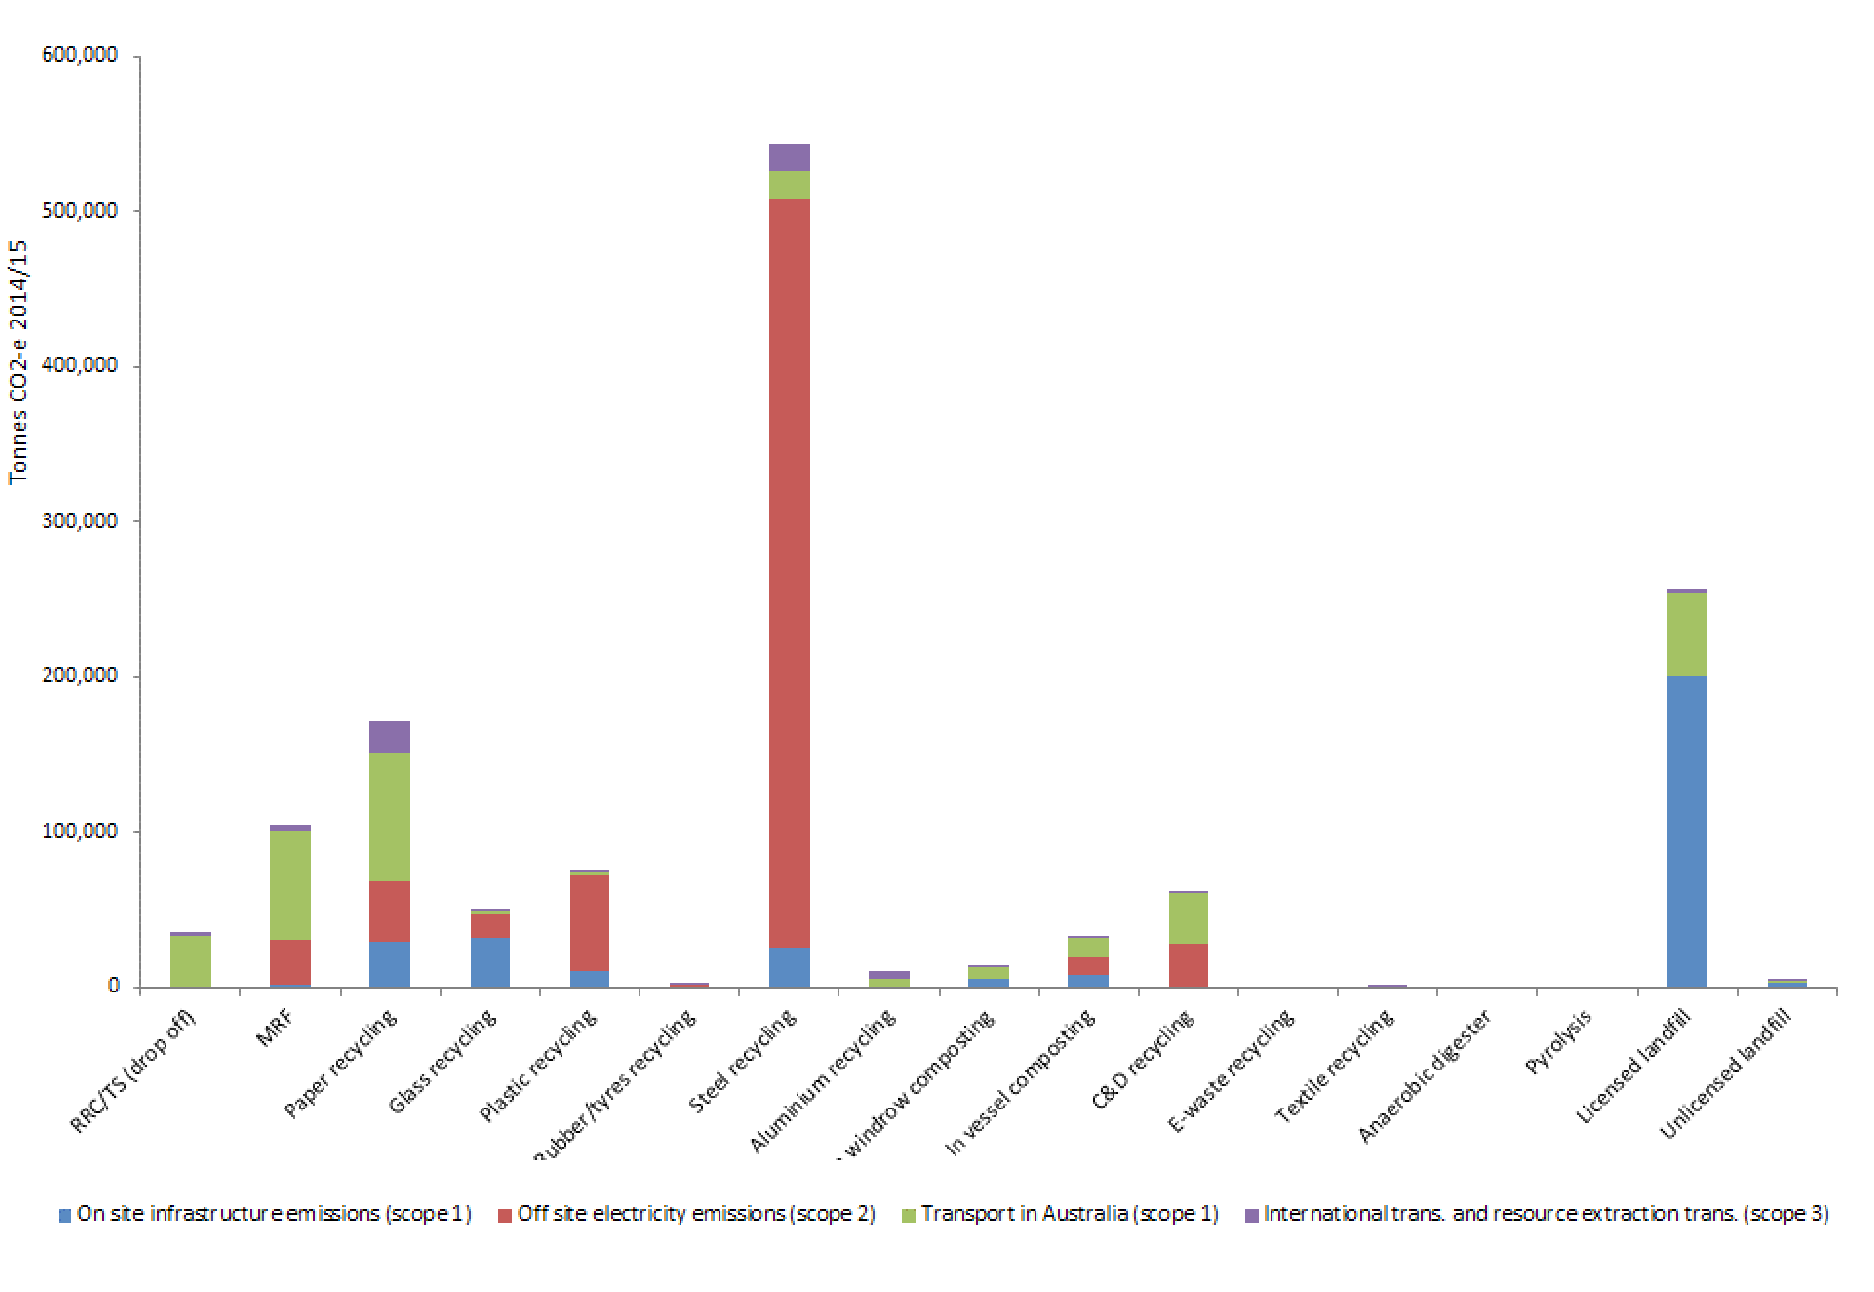 600,000
500,000
400,000
300,000
200,000
100,000
0
Tonnes CO2-e 2014/15
RRC/TS (drop off)
MRF
Paper recycling
Glass recycling
Plastic recycling
Rubber/tyres recycling
Steel recycling
Aluminium recycling
windrow composting
In vessel composting
C&D recycling
E-waste recycling
Textile recycling
Anaerobic digester
Pyrolysis
Licensed landfill
Unlicensed landfill
On site infrastructure emissions (scope 1) Off site electricity emissions (scope 2) Transport in Australia (scope 1) International trans. and resource extraction trans. (scope 3)